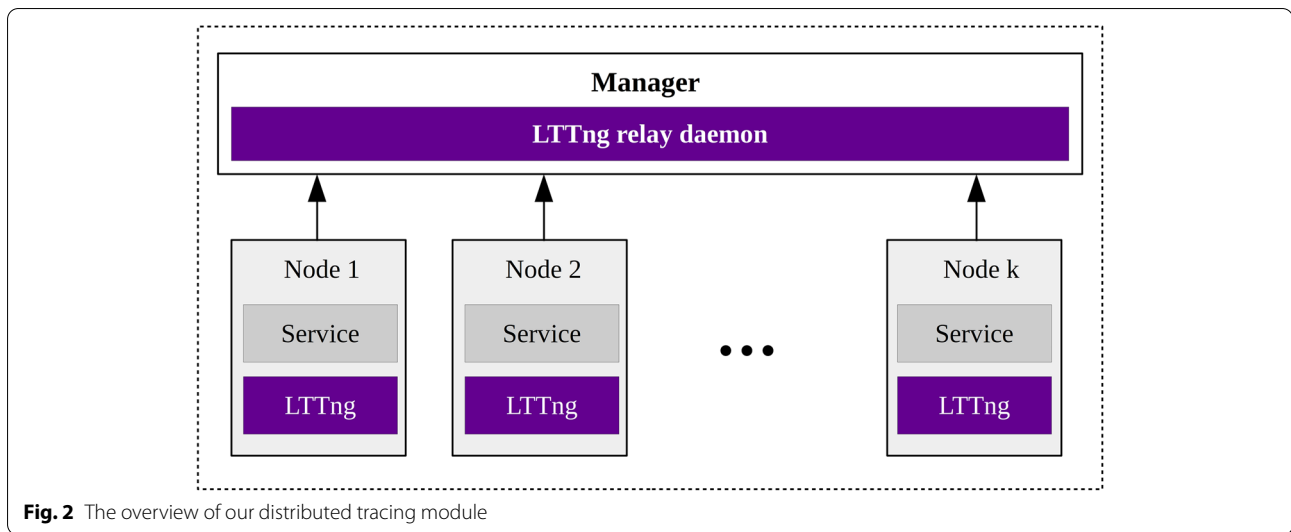 Manager
LTTng relay daemon
Node 1
Node 2
Node k
Service
Service
Service
LTTng
LTTng
LTTng
Fig. 2 The overview of our distributed tracing module